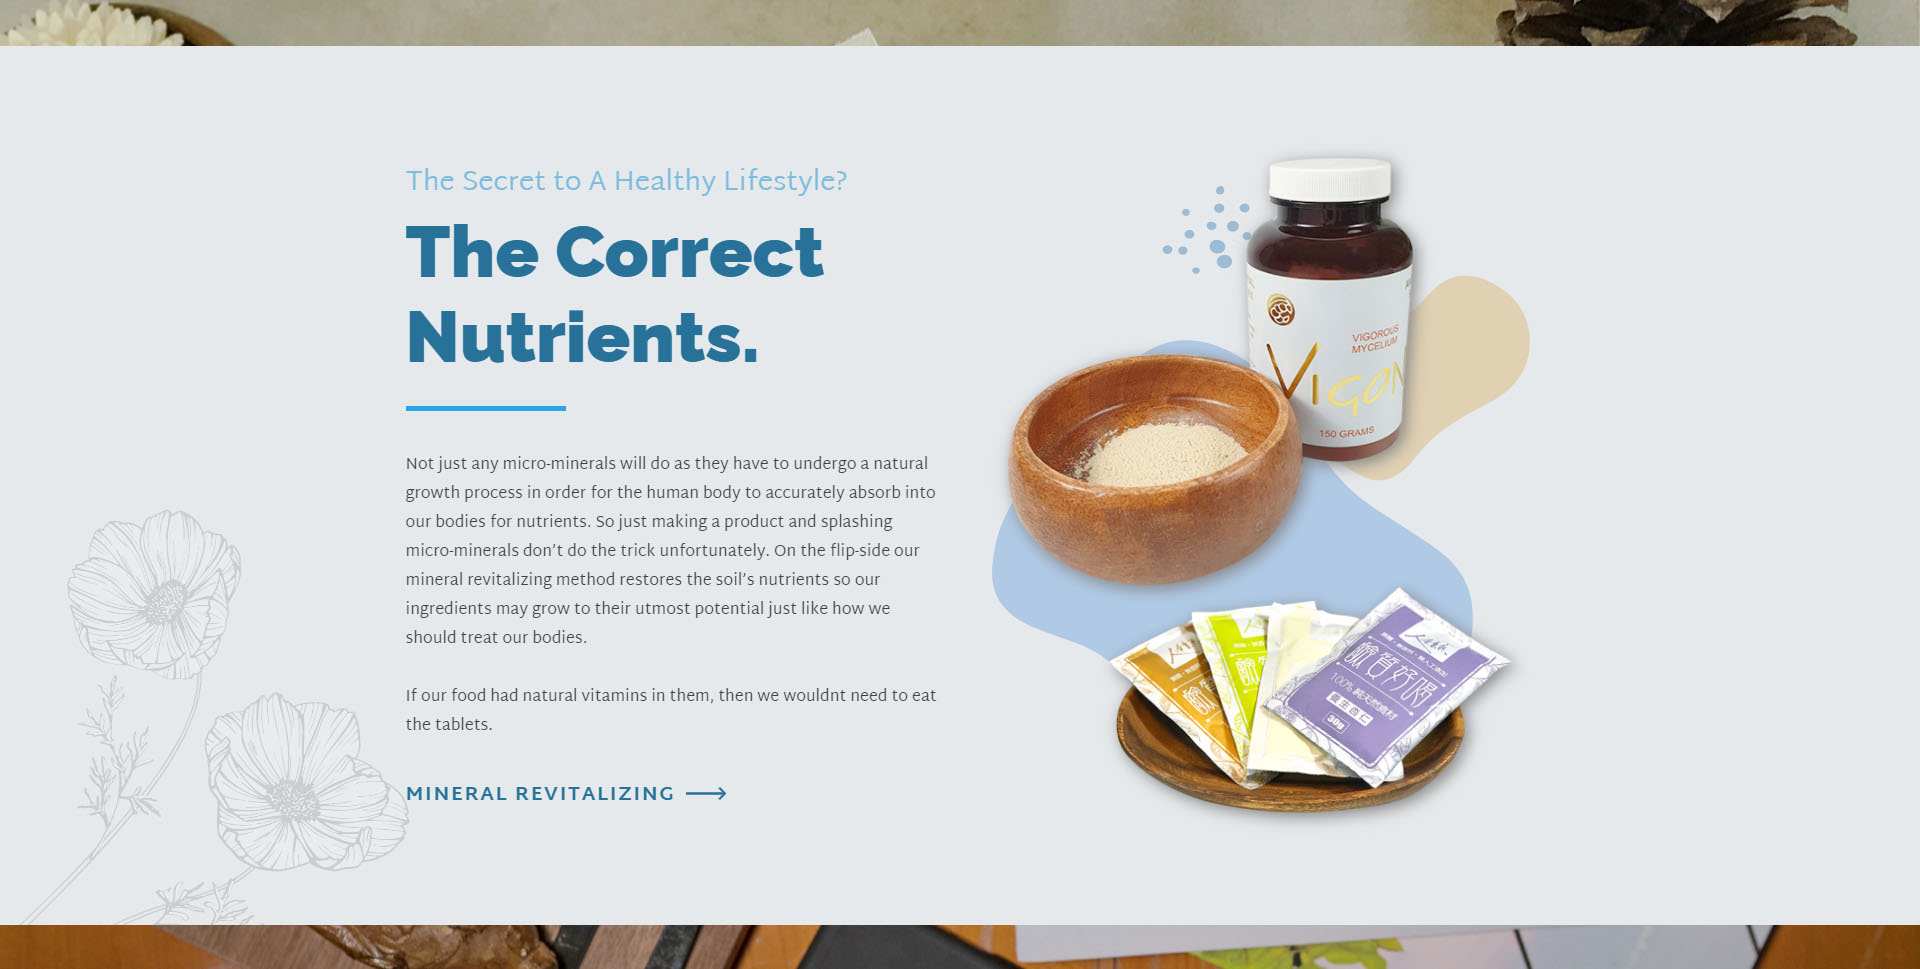 The Secret to A Healthy Lifestyle?
The Correct
Nutrients.
Not just any micro-minerals will do as they have to undergo a natural
growth process in order for the human body to accurately absorb into
our bodies for nutrients. So just making a product and splashing
micro-minerals don’t do the trick unfortunately. On the flip-side our
mineral revitalizing method restores the soil’s nutrients so our
ingredients may grow to their utmost potential just like how we
should treat our bodies.
If our food had natural vitamins in them, then we wouldnt need to eat
the tablets.
MINERAL REVITALIZING
VIGOROUS
MYCELIUM
VIGON
150 GRAMS
鹼質好喝
100% 純天然食材
30g